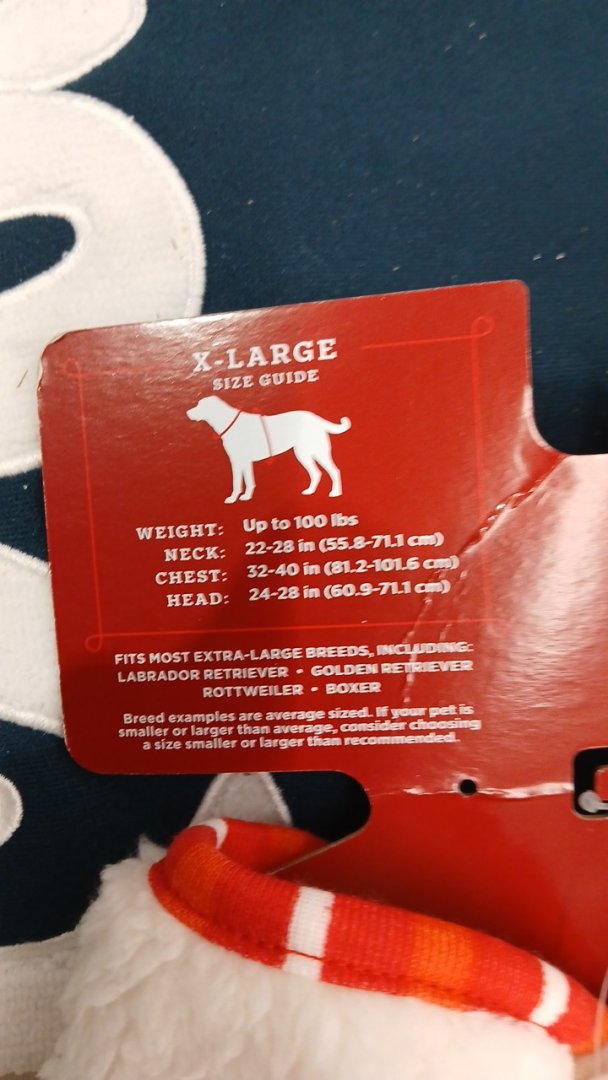 X-LARGE
SIZE GUIDE
WEIGHT: Up to 100 lbs
NECK: 22-28 in (55.8-71.1 cm)
CHEST: 32-40 in (81.2-101.6 cm)
HEAD: 24-28 in (60.9-71.1 cm)
FITS MOST EXTRA-LARGE BREEDS, INCLUDING:
LABRADOR RETRIEVER • GOLDEN RETRIEVER
ROTTWEILER • BOXER
Breed examples are average sized. If your pet is
smaller or larger than average, consider choosing
a size smaller or larger than recommended.